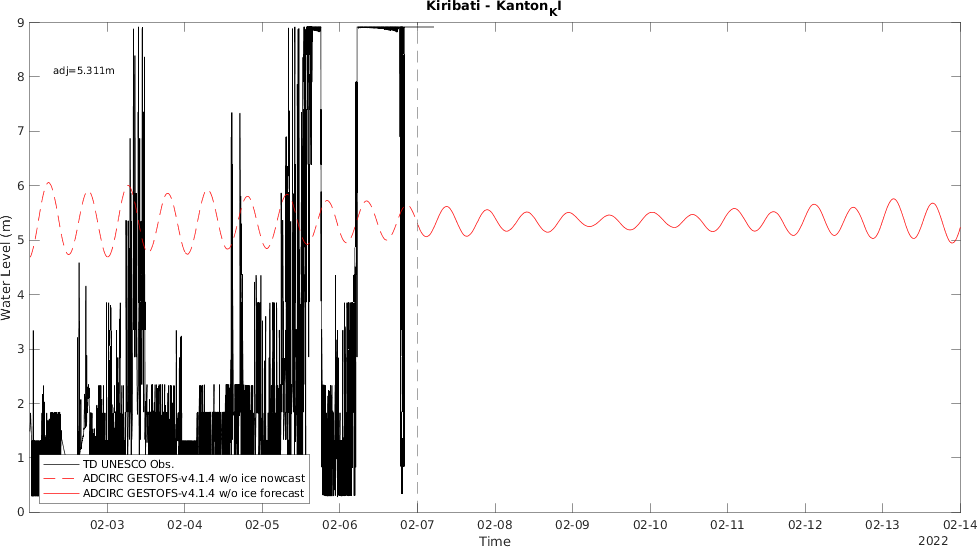 Kiribati - Kanton_KI
9
8
7
6
5
4
3
2
1
0
Water Level (m)
adj=5.311m
TD UNESCO Obs.
ADCIRC GESTOFS-v4.1.4 w/o ice nowcast
ADCIRC GESTOFS-v4.1.4 w/o ice forecast
02-03 02-04 02-05 02-06 02-07 02-08 02-09 02-10 02-11 02-12 02-13 02-14
Time
2022